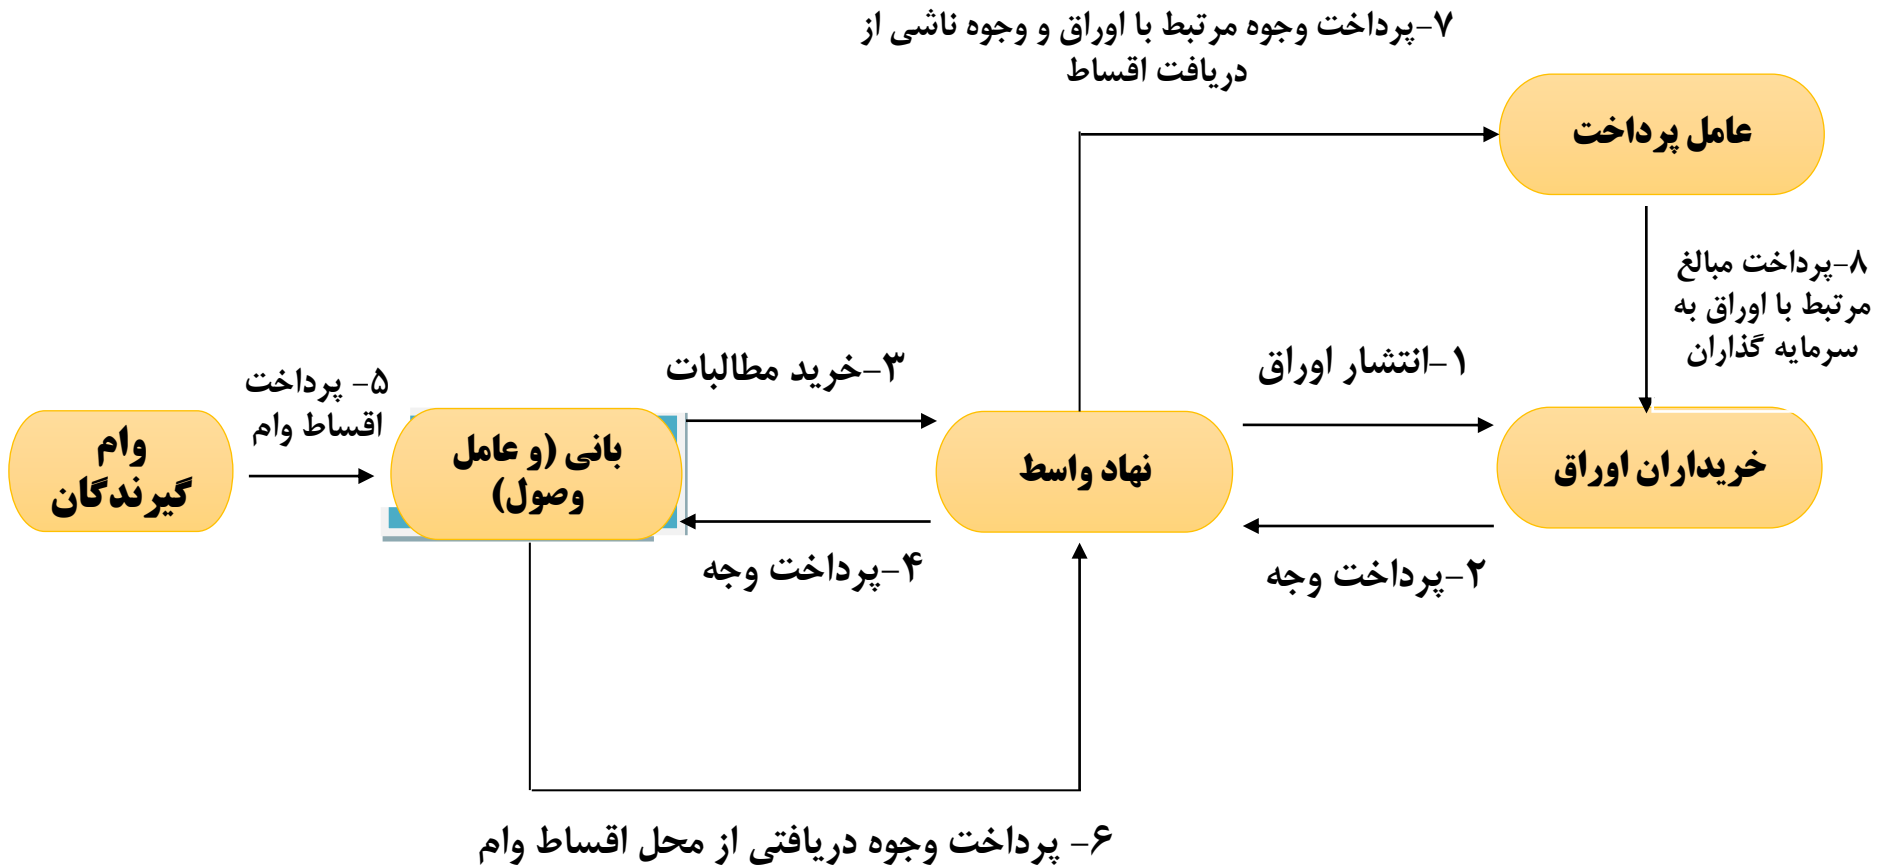 ۷-پرداخت وجوه مرتبط با اوراق و وجوه ناشی از
دریافت اقساط
عامل پرداخت
۸-پرداخت مبالغ
مرتبط با اوراق به
سرمایه گذاران
۱-انتشار اوراق
۳-خرید مطالبات
۵- پرداخت
اقساط وام
خریداران اوراق
نهاد واسط
بانی (و عامل
وصول)
وام
گیرندگان
۲-پرداخت وجه
۴-پرداخت وجه
۶- پرداخت وجوه دریافتی از محل اقساط وام